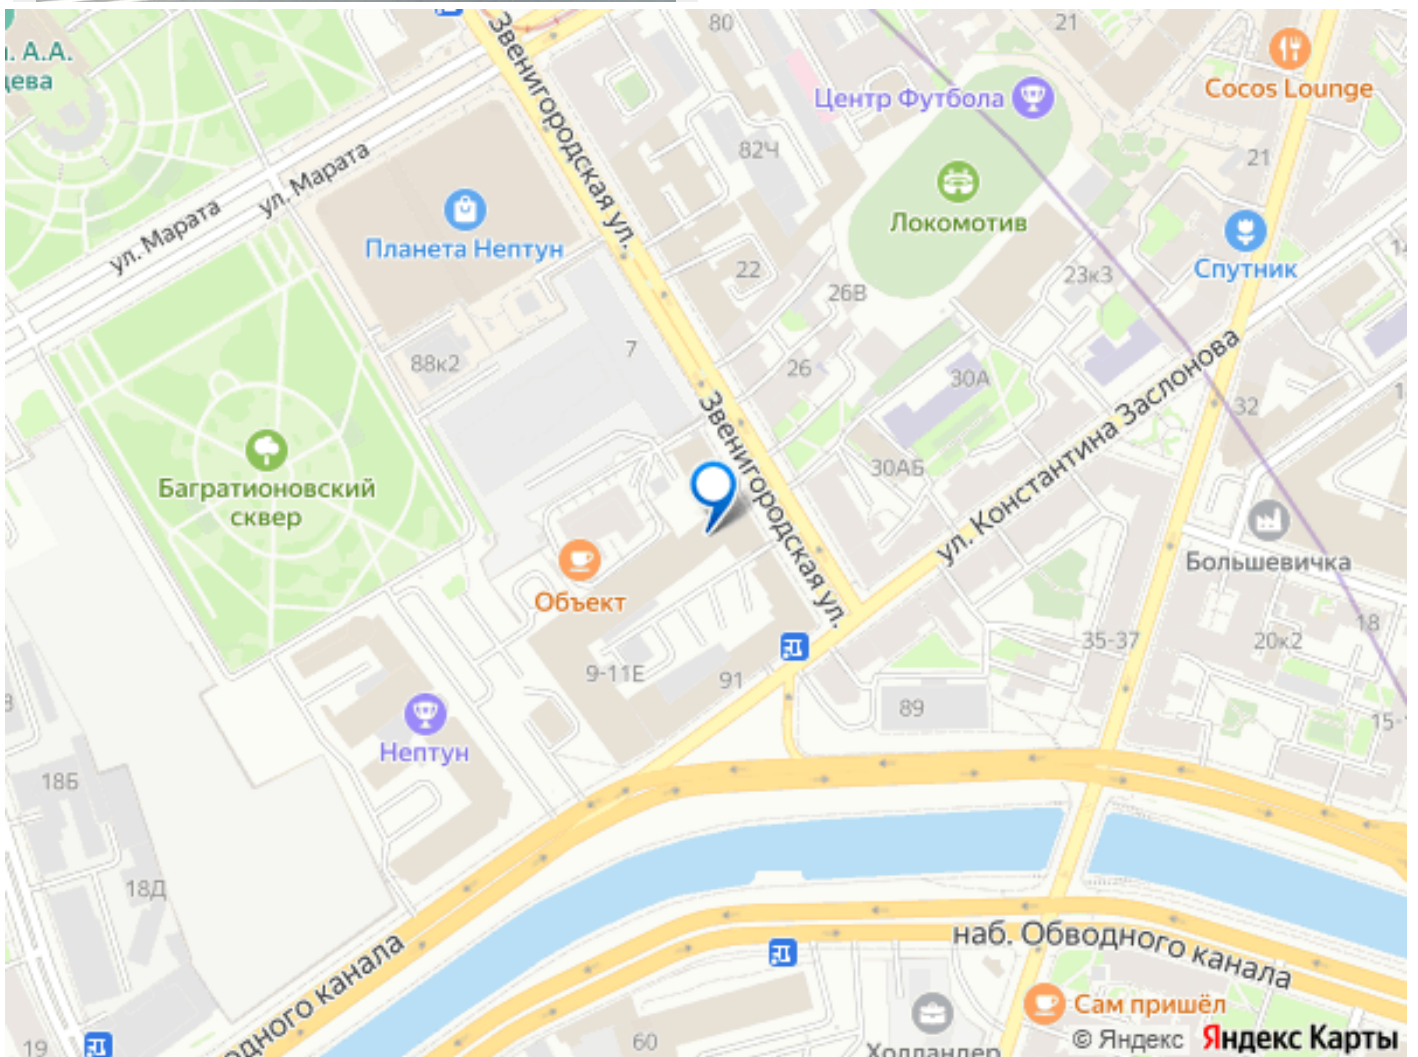 А.А.
80
21
Звенигородская ул.
Центр Футбола
Cocos Lounge
82Ч
21
ул. Марата
ул. Марата
Планета Нептун
Локомотив
Спутник
22
26В
23к3
7
88к2
26
30А
32
Звенигородская ул.
ул. Константина Заслонова
30АБ
Багратионовский
сквер
Большевичка
Объект
9-11Е
91
35-37
18
20к2
89
Нептун
15-
18Б
18Д
наб. Обводного канала
одного канала
Сам пришёл
60
19
Холландер
© Яндекс Яндекс Карты